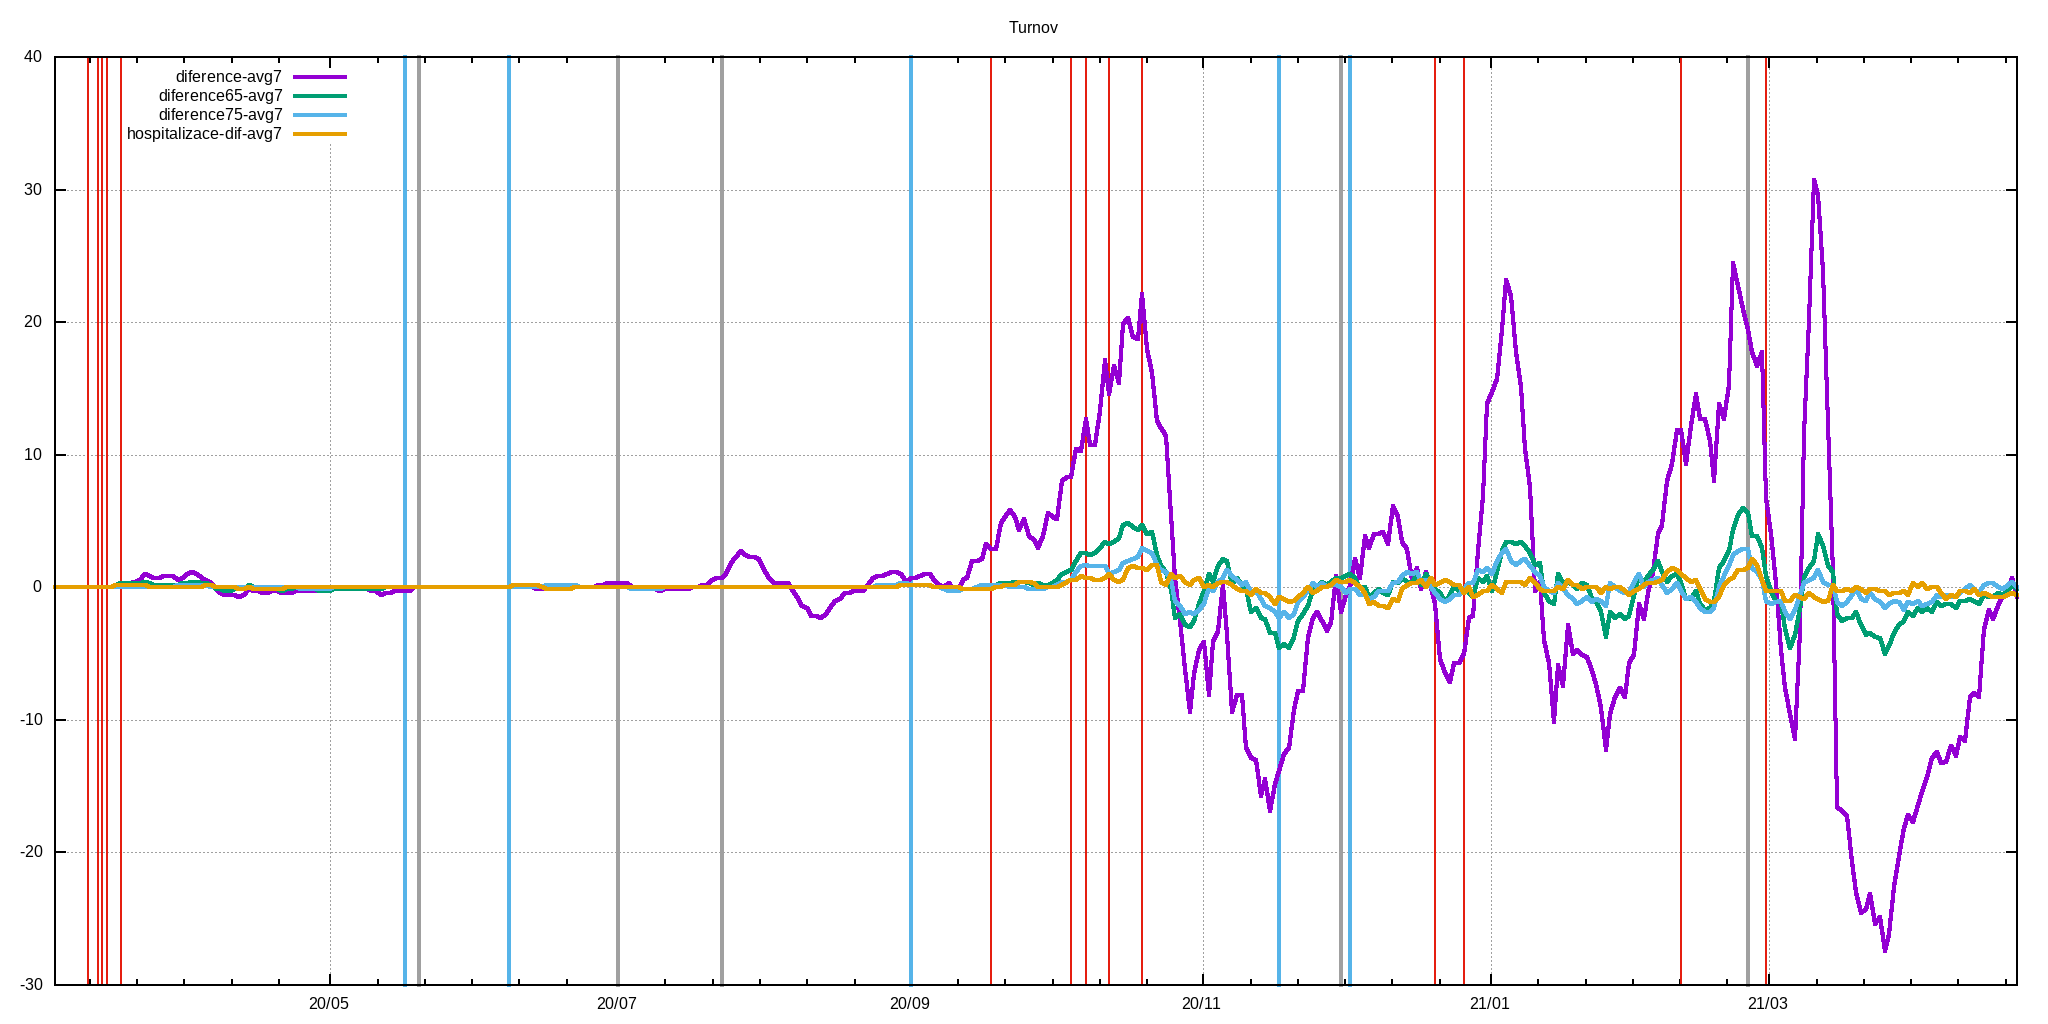 Turnov
40
30
20
10
0
-10
-20
-30
diference-avg7
diference65-avg7
diference75-avg7
hospitalizace-dif-avg7
20/05 20/07 20/09 20/11 21/01 21/03